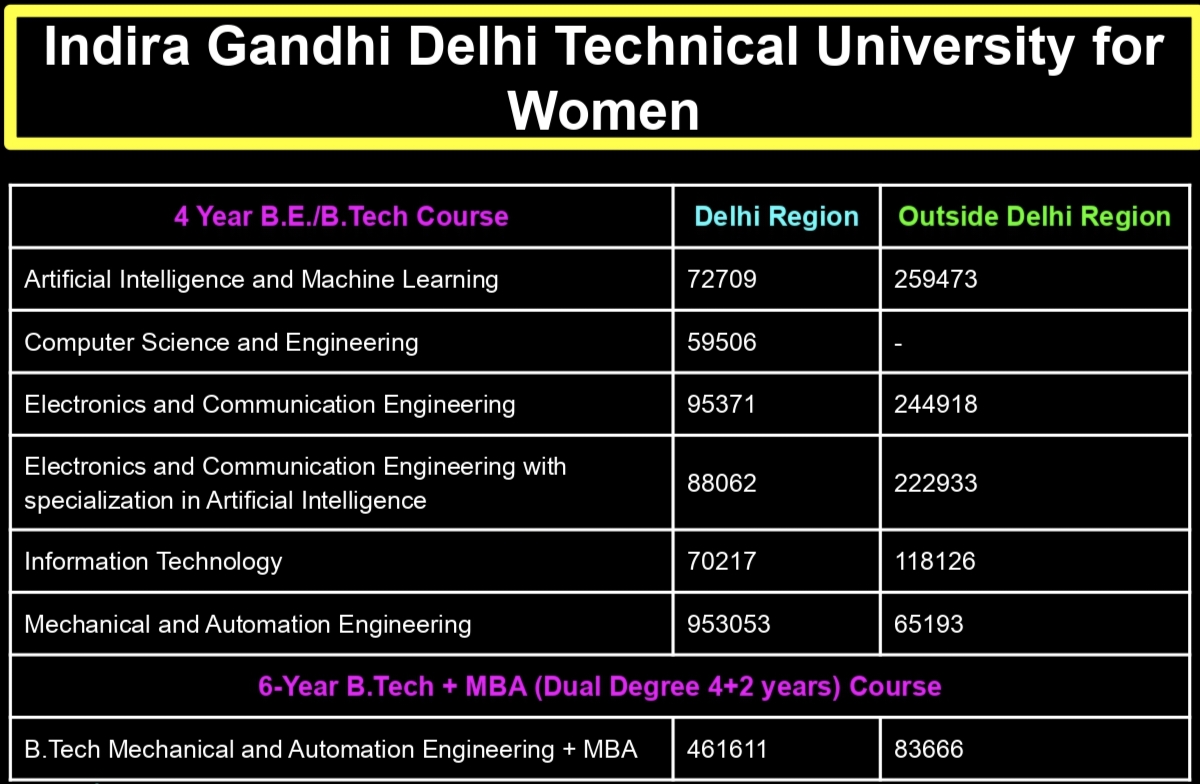 Indira Gandhi Delhi Technical University for
Women
4 Year B.E./B.Tech Course Delhi Region Outside Delhi Region
Artificial Intelligence and Machine Learning 72709 259473
Computer Science and Engineering 59506 -
Electronics and Communication Engineering 95371 244918
Electronics and Communication Engineering with
specialization in Artificial Intelligence 88062 222933
Information Technology 70217 118126
Mechanical and Automation Engineering 953053 65193
6-Year B.Tech + MBA (Dual Degree 4+2 years) Course
B.Tech Mechanical and Automation Engineering + MBA 461611 83666